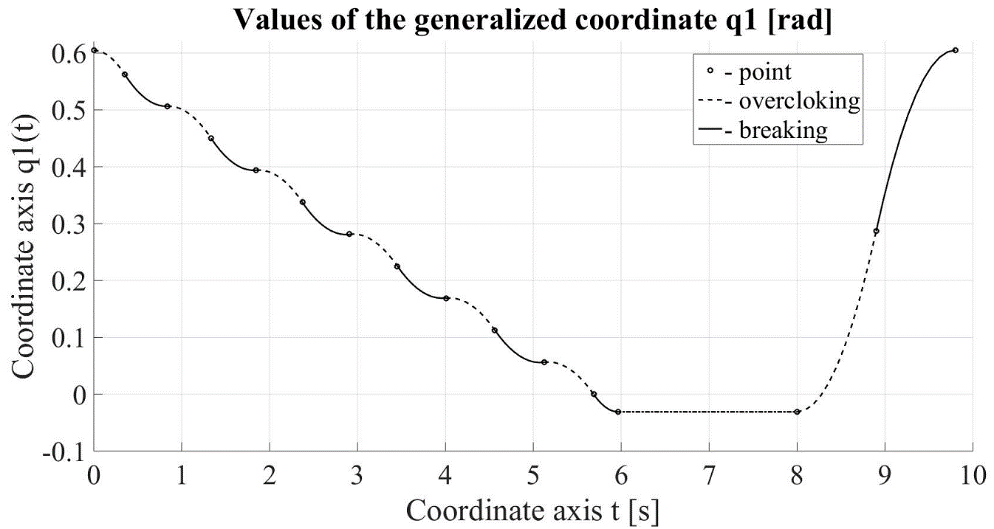 Values of the generalized coordinate q1 [rad]
- point
- overcloking
- breaking
Coordinate axis q1(t)
0.6
0.5
0.4
0.3
0.2
0.1
0
-0.1
0 1 2 3 4 5 6 7 8 9 10
Coordinate axis t [s]